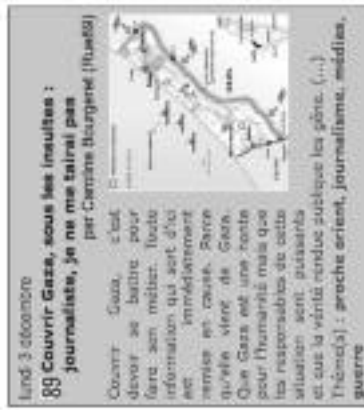 lundi 3 décembre
89 Couvrir Gaza, sous les insultes :
journaliste, je ne me tairai pas
par Caroline Bourgeret (Rue89)
Couvrir Gaza, c'est
devoir se battre pour
faire son métier. Toute
information qui sort d'ici
est immédiatement
remise en cause. Parce
qu'elle vient de Gaza.
Que Gaza est une honte
pour l'humanité mais que
les responsables de cette
situation sont puissants
et que la vérité rendue publique les gêne. (...)
Thème(s) : proche orient, journalisme, médias,
guerre